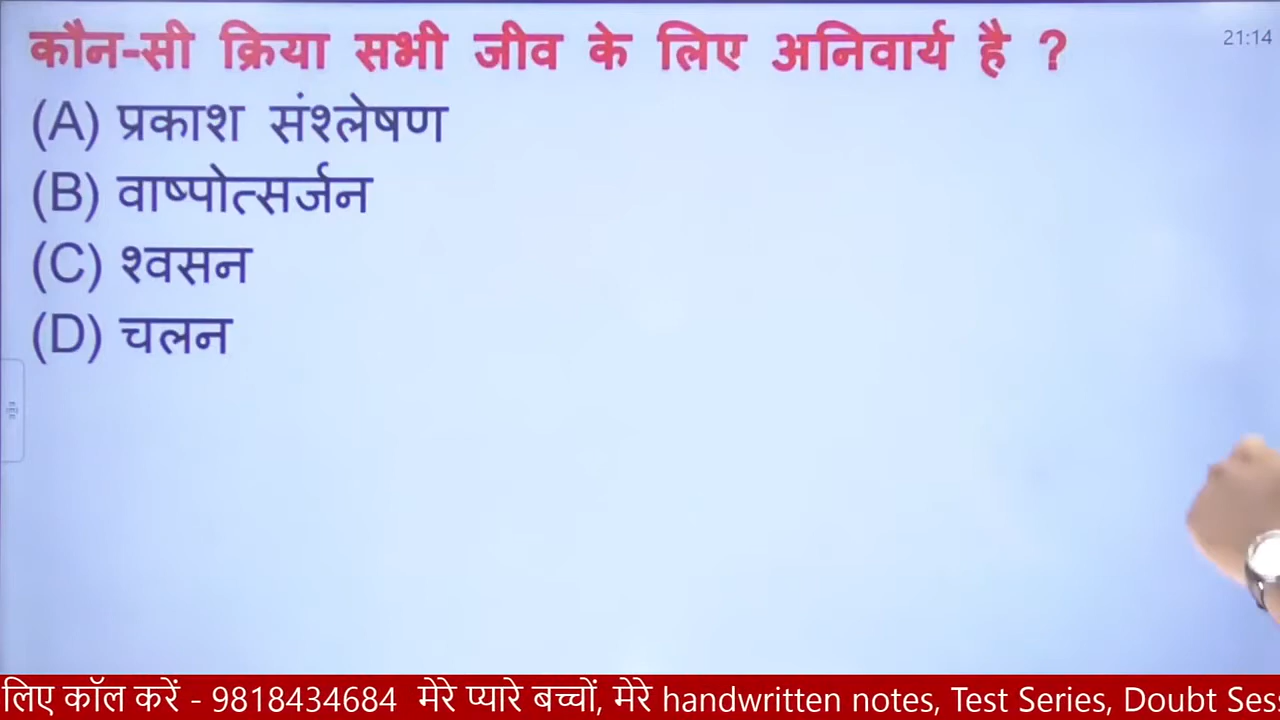 कौन-सी क्रिया सभी जीव के लिए अनिवार्य है ?
21:14
(A) प्रकाश संश्लेषण
(B) वाष्पोत्सर्जन
(C) श्वसन
(D) चलन
लिए कॉल करें - 9818434684 मेरे प्यारे बच्चों, मेरे handwritten notes, Test Series, Doubt Ses